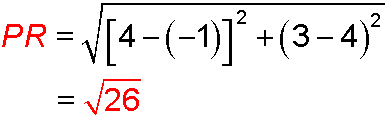 PR = √([4 − (−1)]² + (3 − 4)²)
= √26